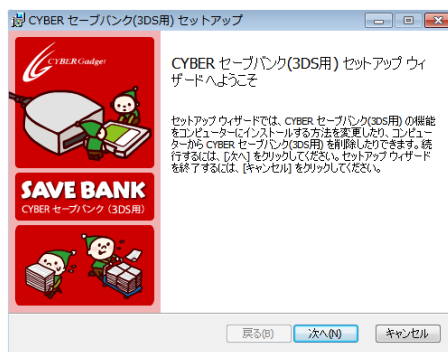 CYBER セーブバンク(3DS用) セットアップ
CYBER Gadget
SAVE BANK
CYBER セーブバンク (3DS用)
CYBER セーブバンク(3DS用) セットアップ ウィ
ザードへようこそ
セットアップ ウィザードでは、CYBER セーブバンク(3DS用) の機能
をコンピューターにインストールする方法を変更したり、コンピュー
ターから CYBER セーブバンク(3DS用) を削除したりできます。続
行するには、[次へ] をクリックしてください。セットアップ ウィザード
を終了するには、[キャンセル] をクリックしてください。
戻る(B)
次へ(N)
キャンセル